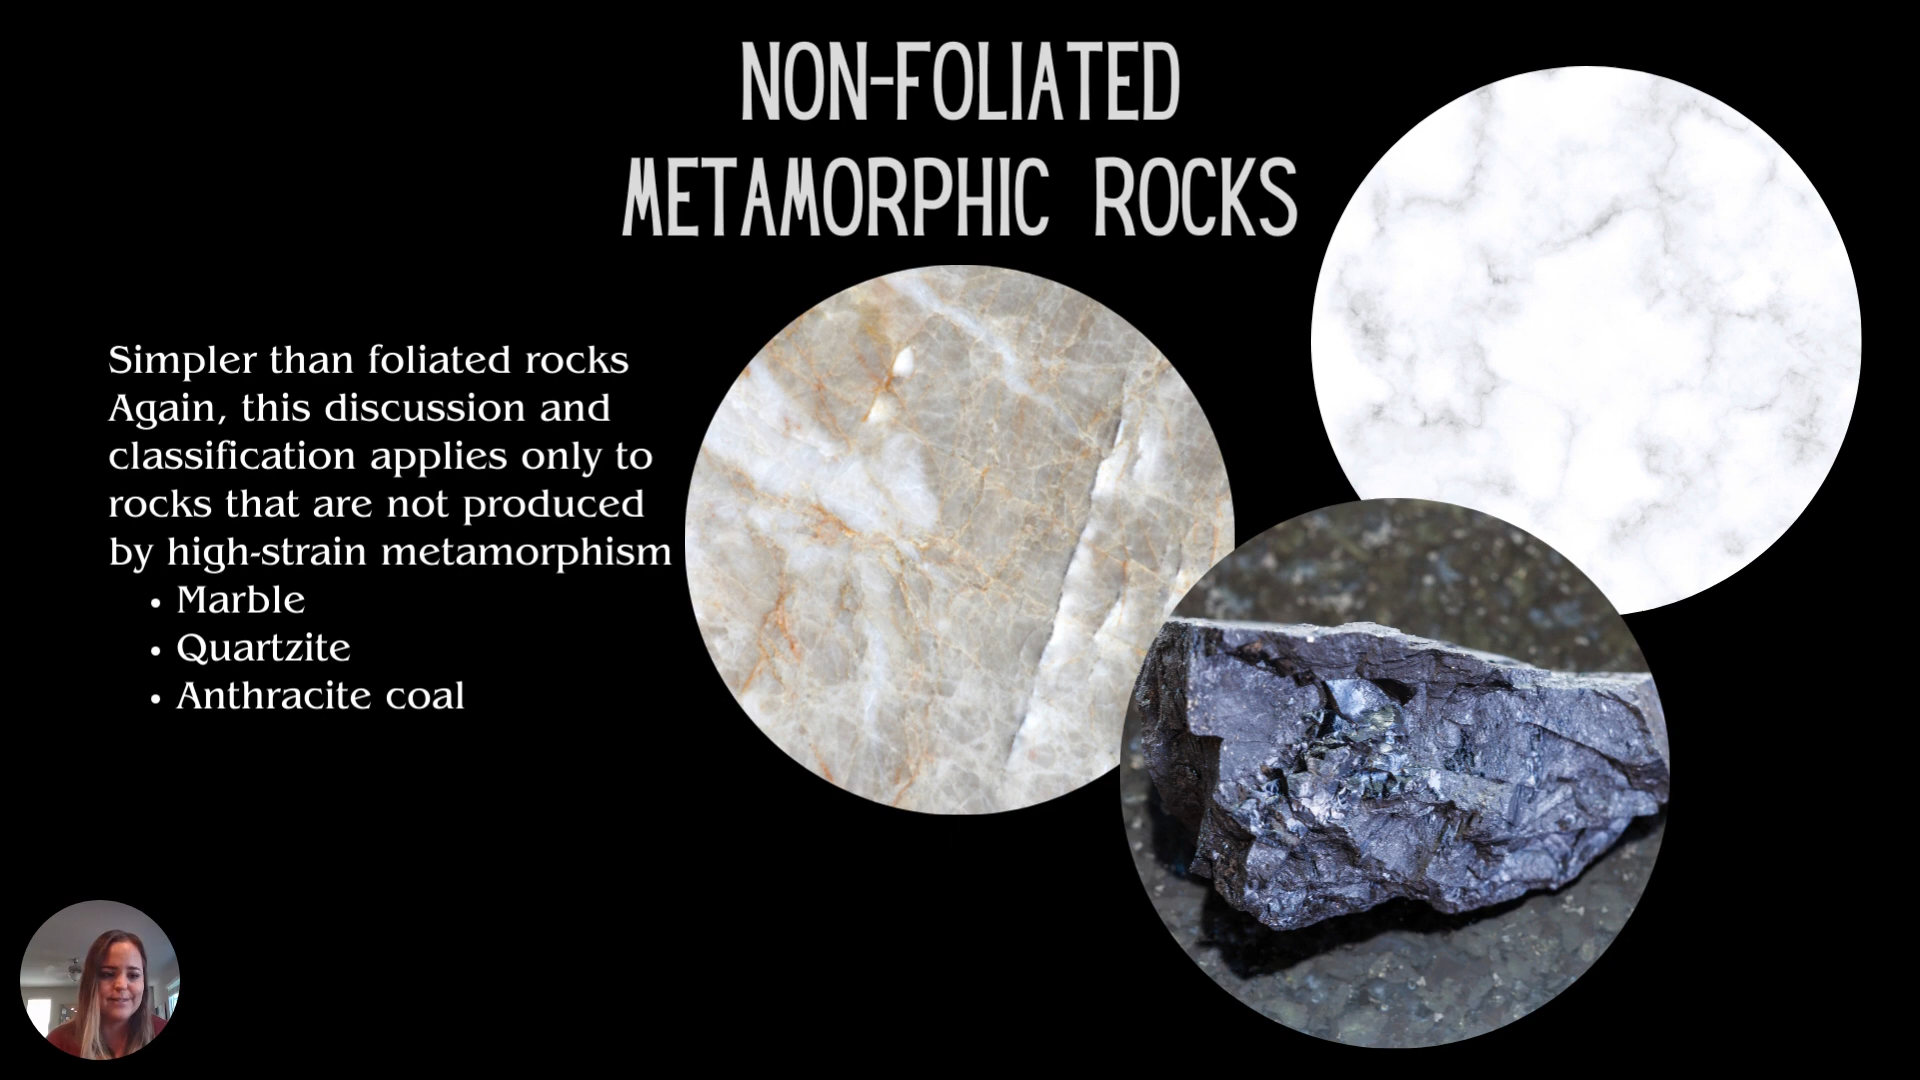 NON-FOLIATED
METAMORPHIC ROCKS
Simpler than foliated rocks
Again, this discussion and
classification applies only to
rocks that are not produced
by high-strain metamorphism
• Marble
• Quartzite
• Anthracite coal